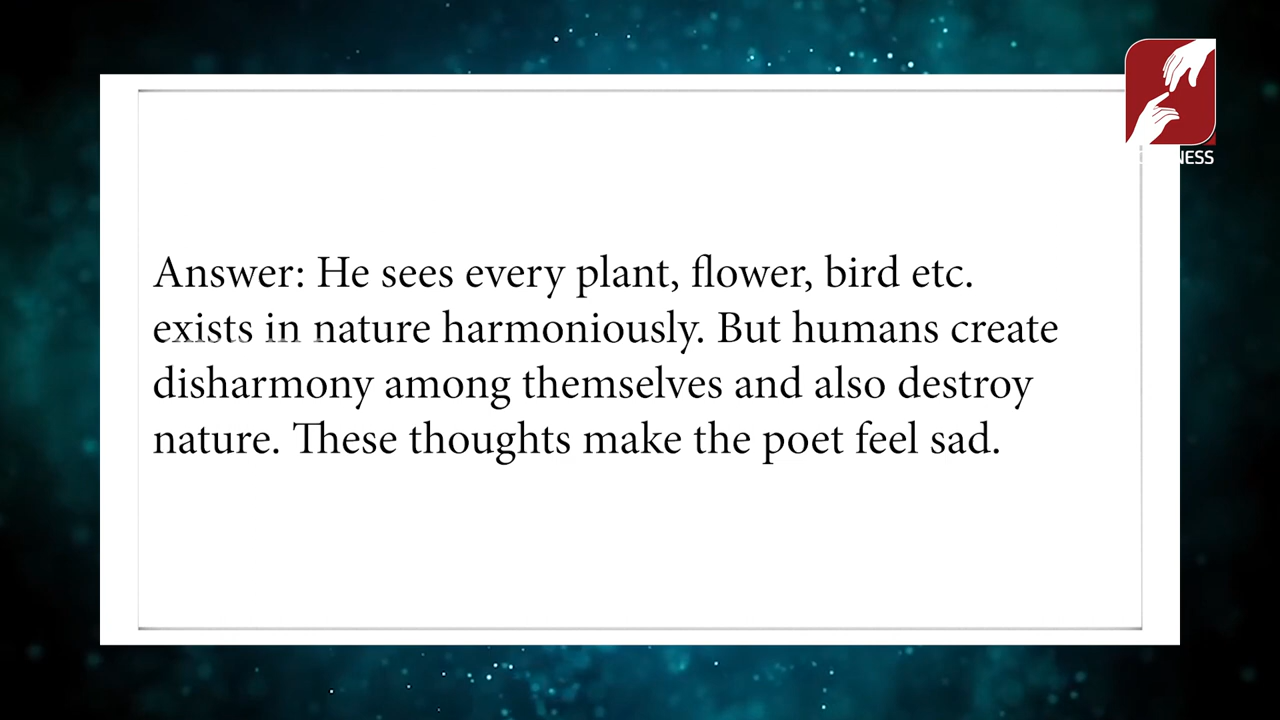 NESS
Answer: He sees every plant, flower, bird etc.
exists in nature harmoniously. But humans create
disharmony among themselves and also destroy
nature. These thoughts make the poet feel sad.